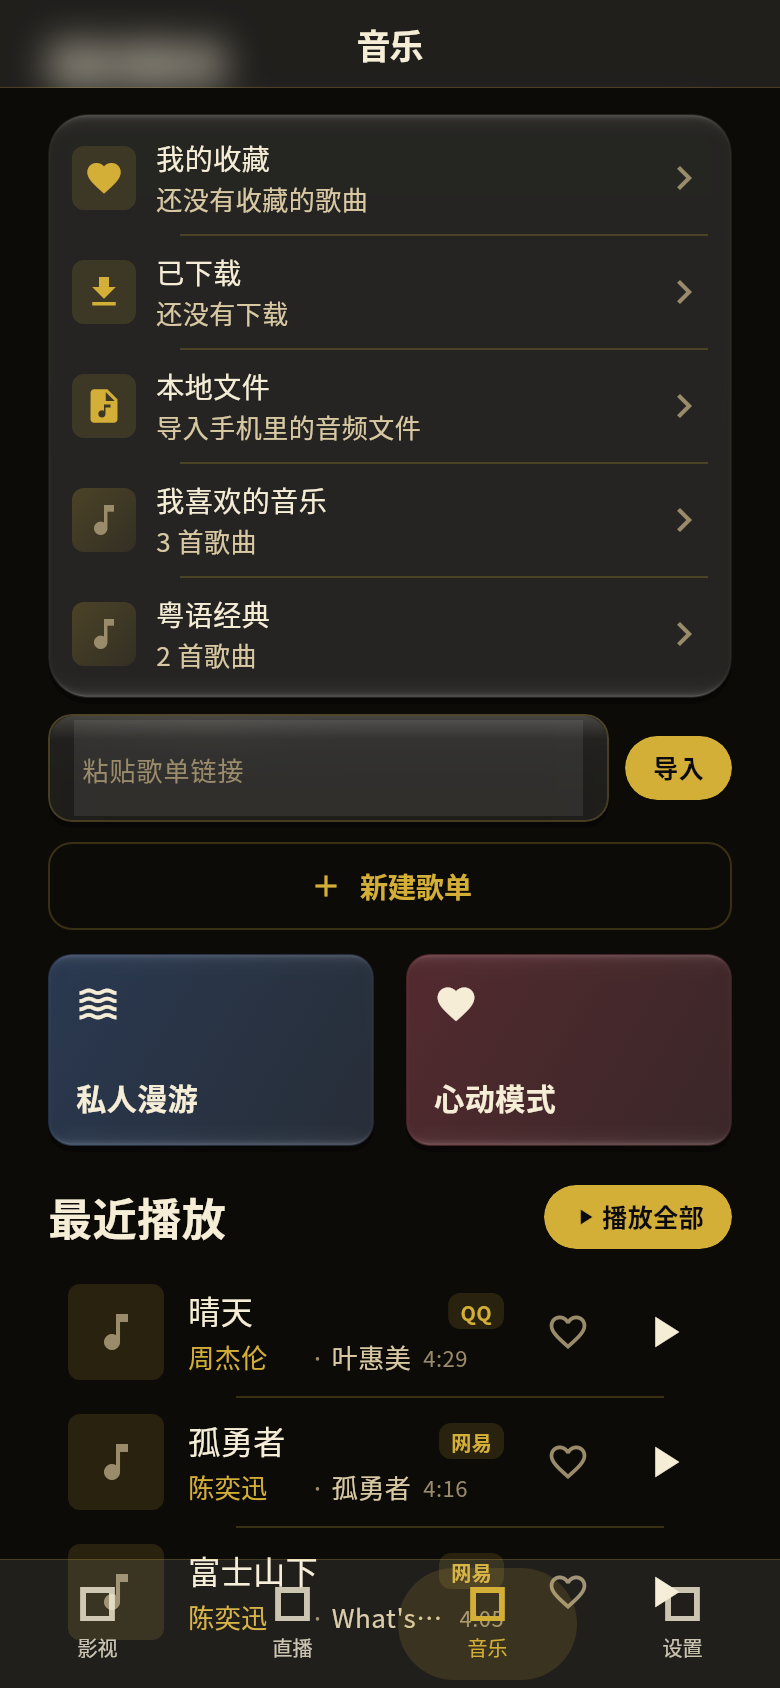 音乐
我的收藏
还没有收藏的歌曲
已下载
还没有下载
本地文件
导入手机里的音频文件
我喜欢的音乐
3 首歌曲
粤语经典
2 首歌曲
粘贴歌单链接
导入
新建歌单
私人漫游
心动模式
最近播放
播放全部
晴天
QQ
周杰伦 · 叶惠美 4:29
孤勇者
网易
陈奕迅 · 孤勇者 4:16
富士山下
网易
陈奕迅 · What's… 4:05
影视
直播
音乐
设置